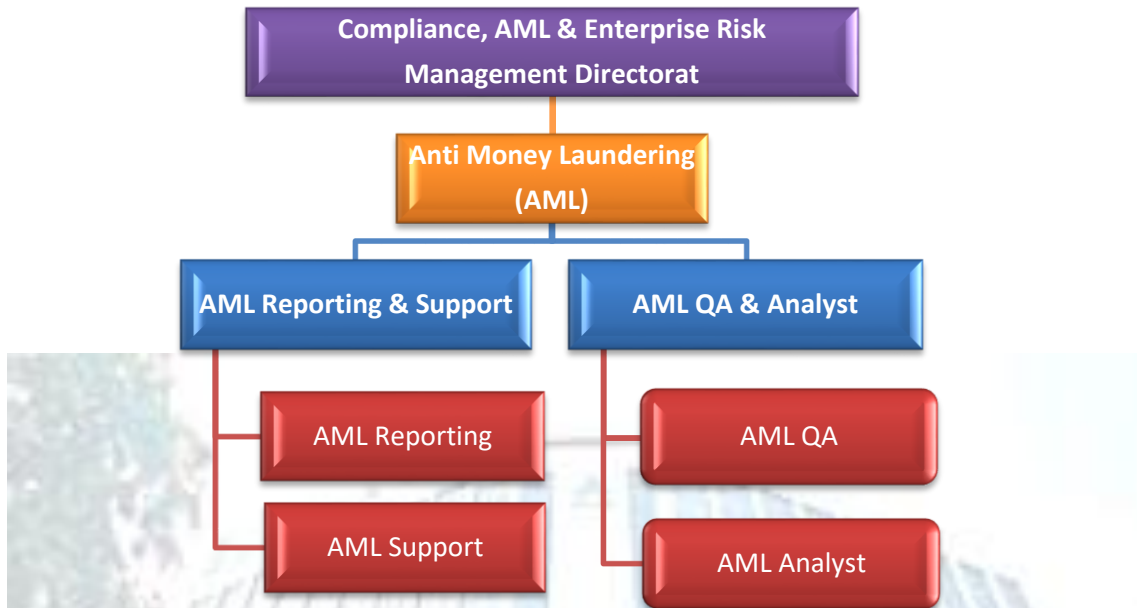 Compliance, AML & Enterprise Risk
Management Directorat
Anti Money Laundering
(AML)
AML Reporting & Support
AML QA & Analyst
AML Reporting
AML QA
AML Support
AML Analyst